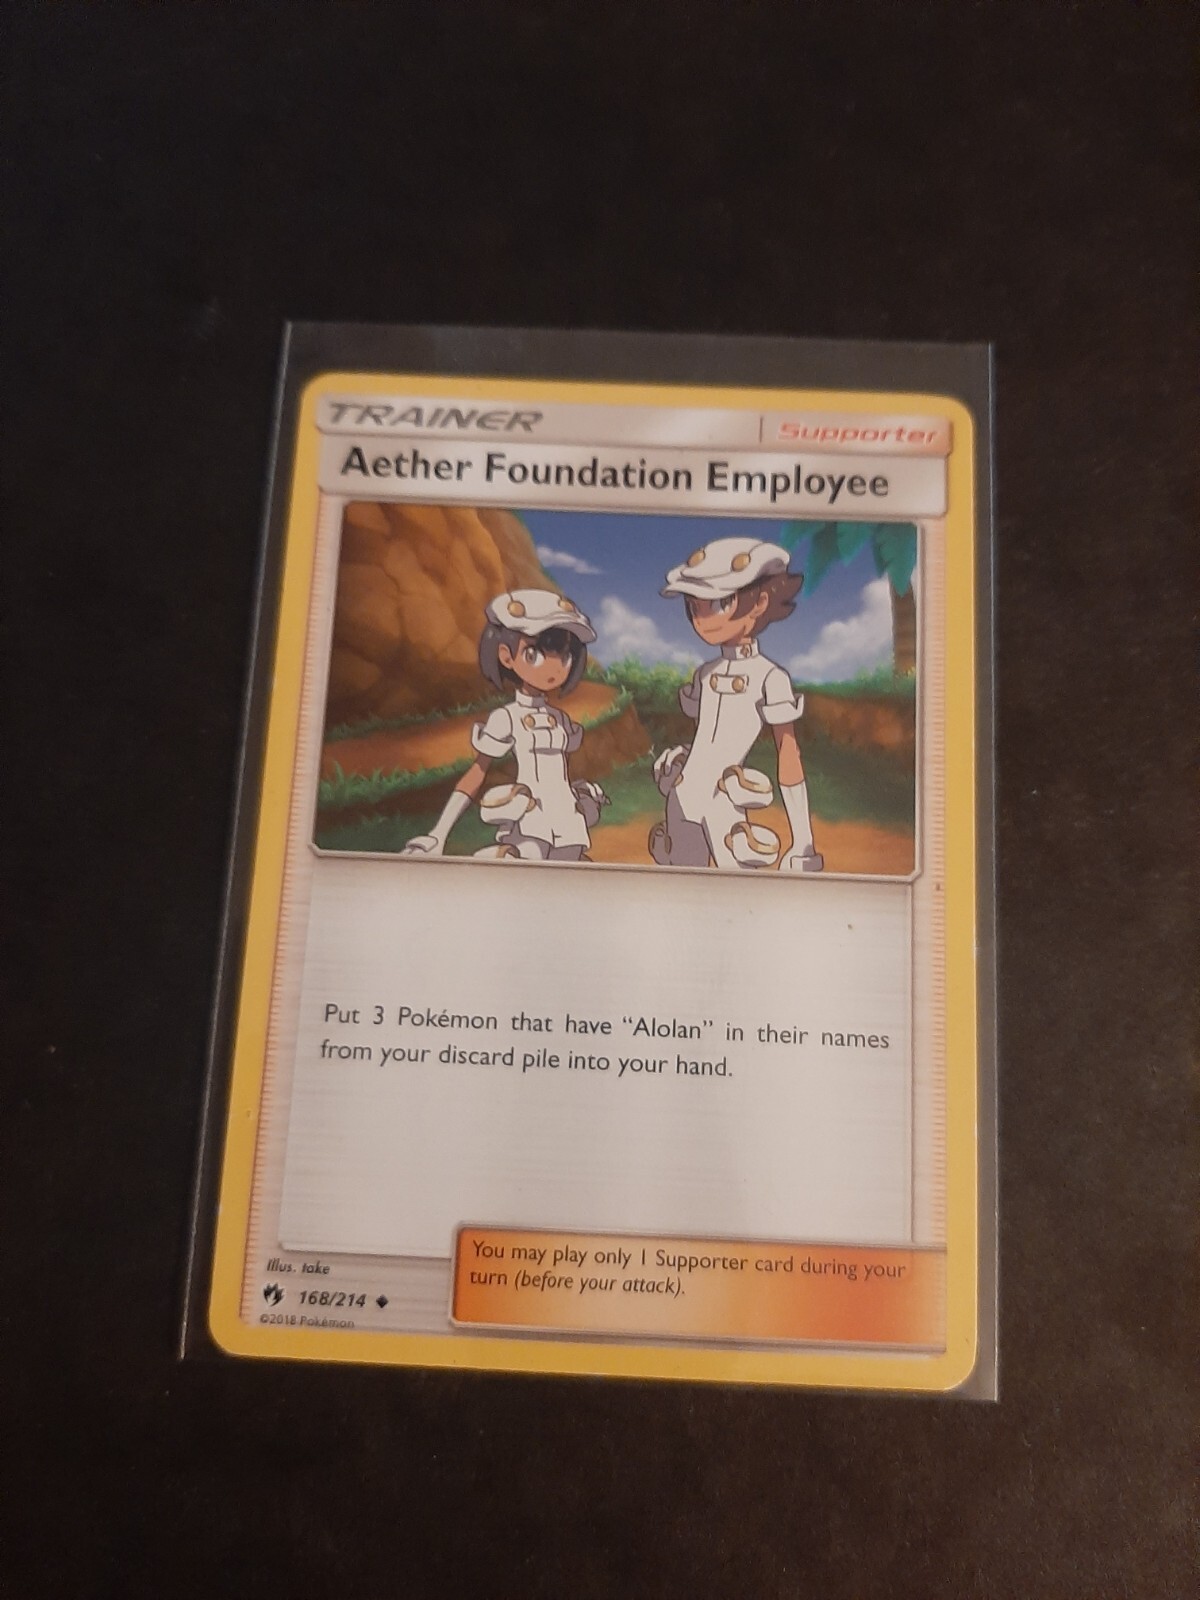 TRAINER
Supporter
Aether Foundation Employee
Put 3 Pokémon that have “Alolan” in their names
from your discard pile into your hand.
You may play only 1 Supporter card during your
turn (before your attack).
Illus. take
168/214
©2018 Pokémon